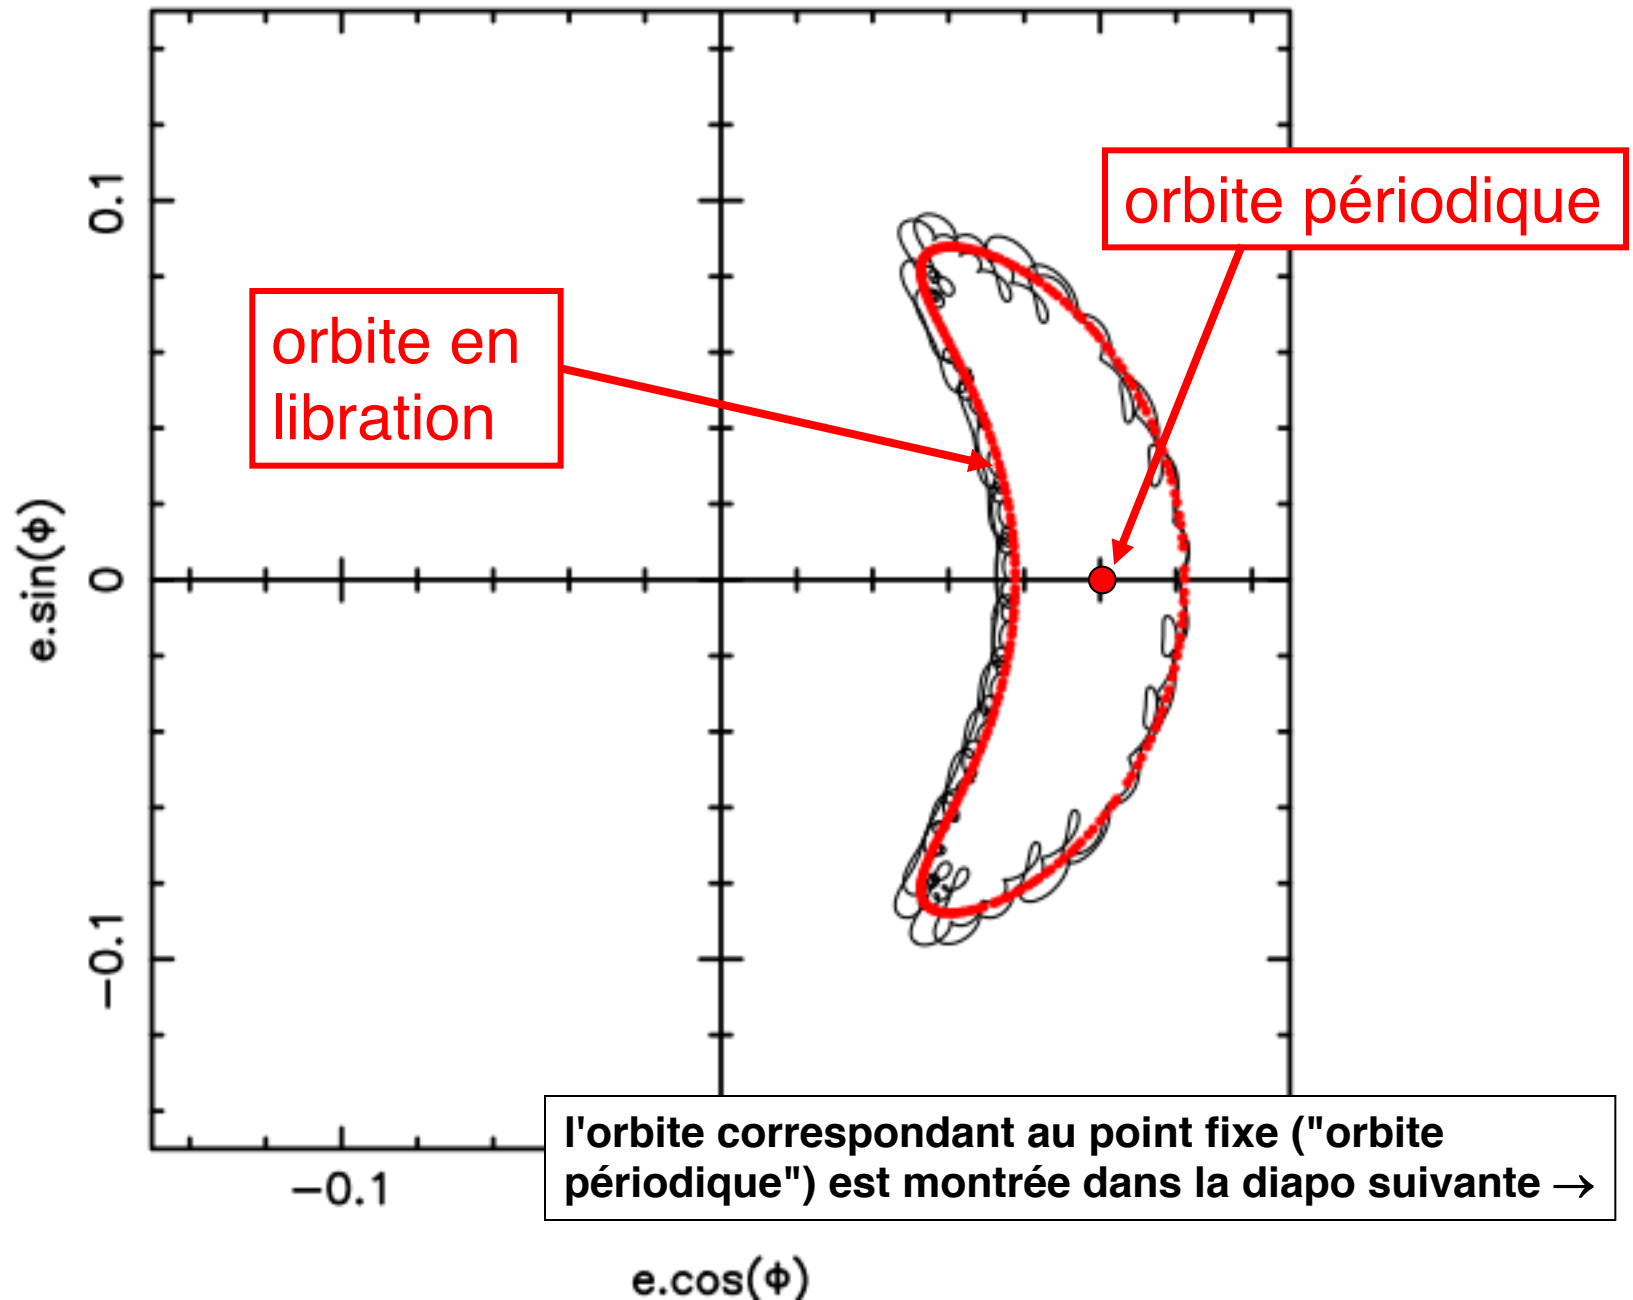 orbite périodique
orbite en
libration
0.1
0
−0.1
e.sin(ϕ)
−0.1
l'orbite correspondant au point fixe ("orbite
périodique") est montrée dans la diapo suivante →
e.cos(ϕ)